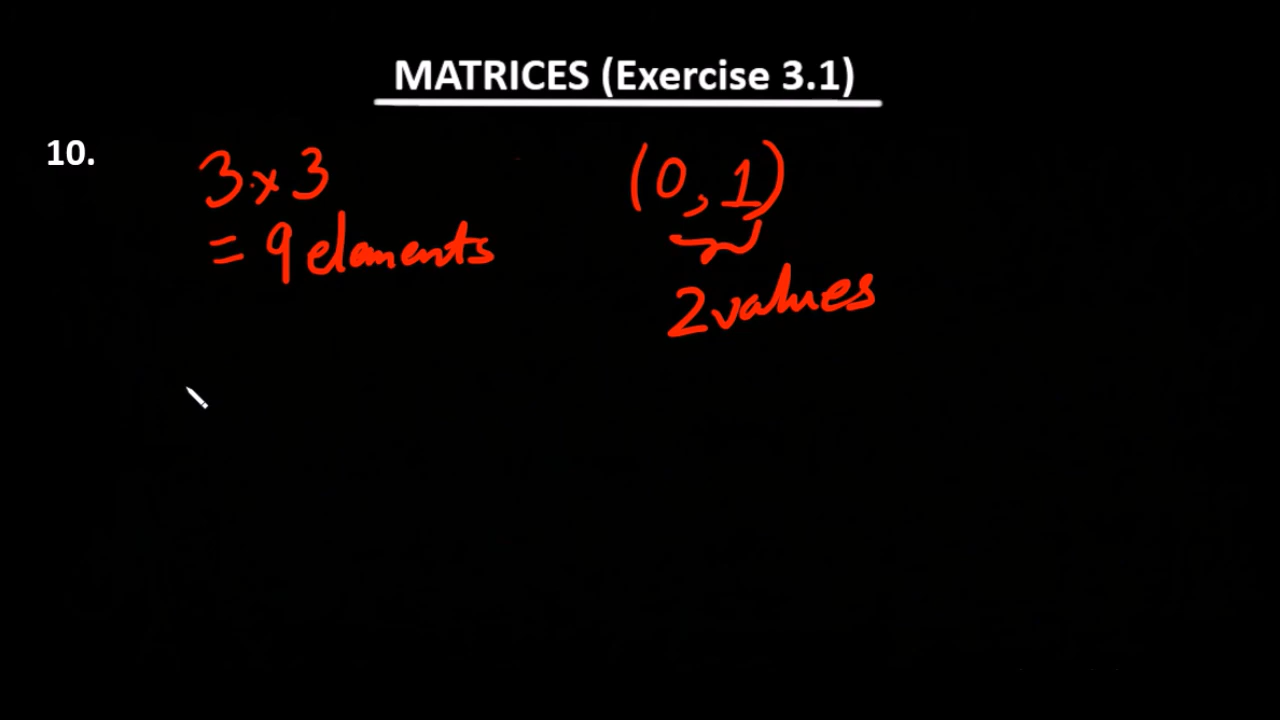 MATRICES (Exercise 3.1)
10.
3 x 3
(0, 1)
= 9 elements
2 values